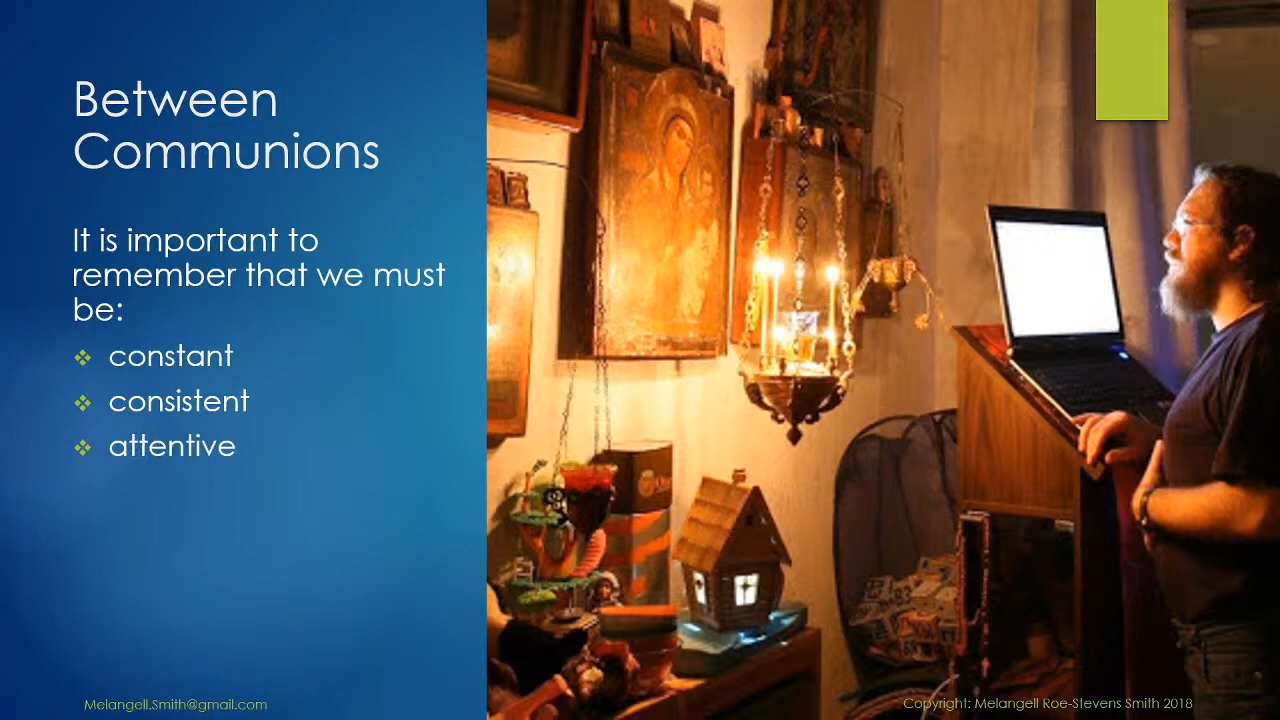 Between
Communions
It is important to
remember that we must
be:
constant
consistent
attentive
Melangell.Smith@gmail.com
Copyright: Melangell Roe-Stevens Smith 2018